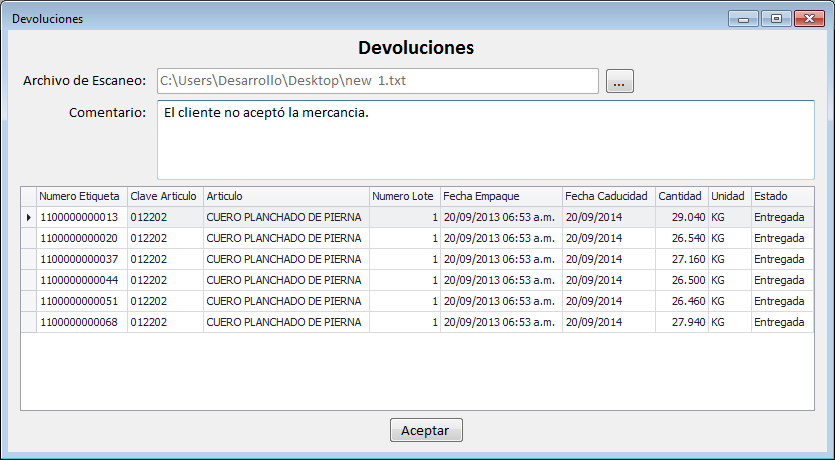 Devoluciones
Devoluciones
Archivo de Escaneo: C:\Users\Desarrollo\Desktop\new 1.txt ...
Comentario: El cliente no aceptó la mercancia.
Numero Etiqueta Clave Articulo Articulo Numero Lote Fecha Empaque Fecha Caducidad Cantidad Unidad Estado
1100000000013 012202 CUERO PLANCHADO DE PIERNA 1 20/09/2013 06:53 a.m. 20/09/2014 29.040 KG Entregada
1100000000020 012202 CUERO PLANCHADO DE PIERNA 1 20/09/2013 06:53 a.m. 20/09/2014 26.540 KG Entregada
1100000000037 012202 CUERO PLANCHADO DE PIERNA 1 20/09/2013 06:53 a.m. 20/09/2014 27.160 KG Entregada
1100000000044 012202 CUERO PLANCHADO DE PIERNA 1 20/09/2013 06:53 a.m. 20/09/2014 26.500 KG Entregada
1100000000051 012202 CUERO PLANCHADO DE PIERNA 1 20/09/2013 06:53 a.m. 20/09/2014 26.460 KG Entregada
1100000000068 012202 CUERO PLANCHADO DE PIERNA 1 20/09/2013 06:53 a.m. 20/09/2014 27.940 KG Entregada
Aceptar